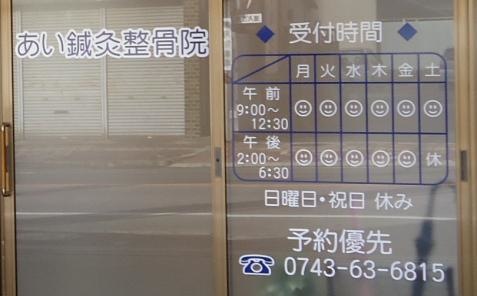 あい鍼灸整骨院
受付時間
月 火 水 木 金 土
午前
9:00～
12:30
午後
2:00～
6:30
休
日曜日・祝日 休み
予約優先
0743-63-6815